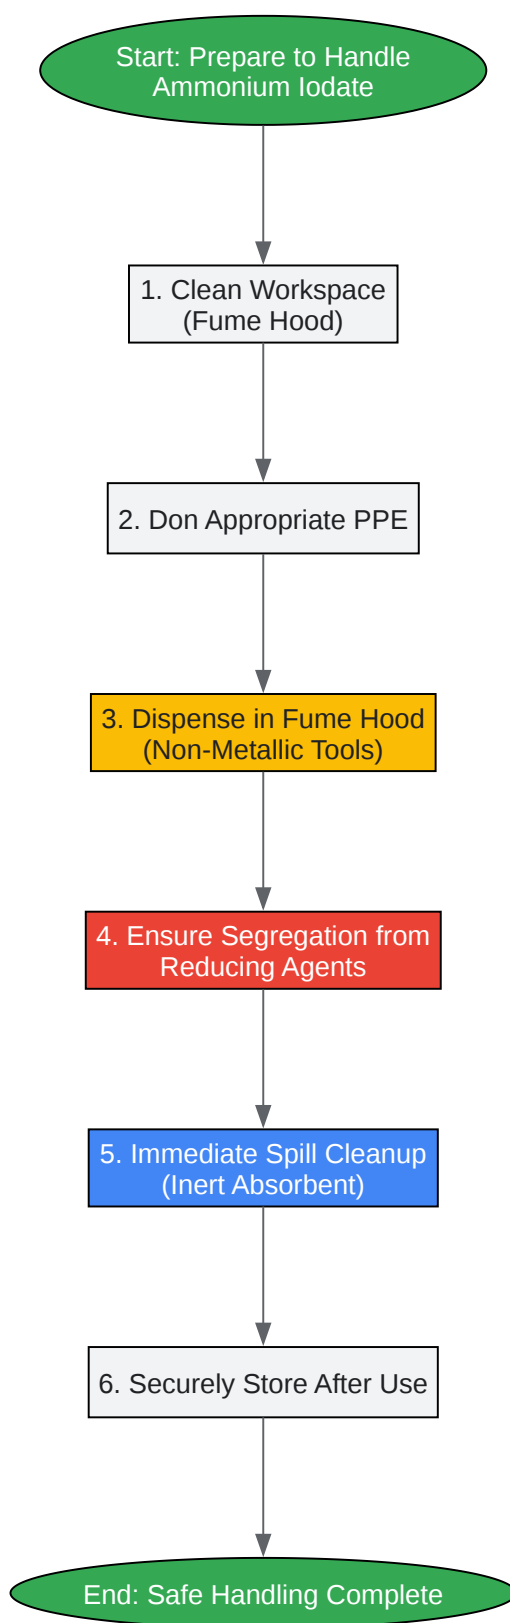 Start: Prepare to Handle
Ammonium Iodate
1. Clean Workspace
(Fume Hood)
2. Don Appropriate PPE
3. Dispense in Fume Hood
(Non-Metallic Tools)
4. Ensure Segregation from
Reducing Agents
5. Immediate Spill Cleanup
(Inert Absorbent)
6. Securely Store After Use
End: Safe Handling Complete